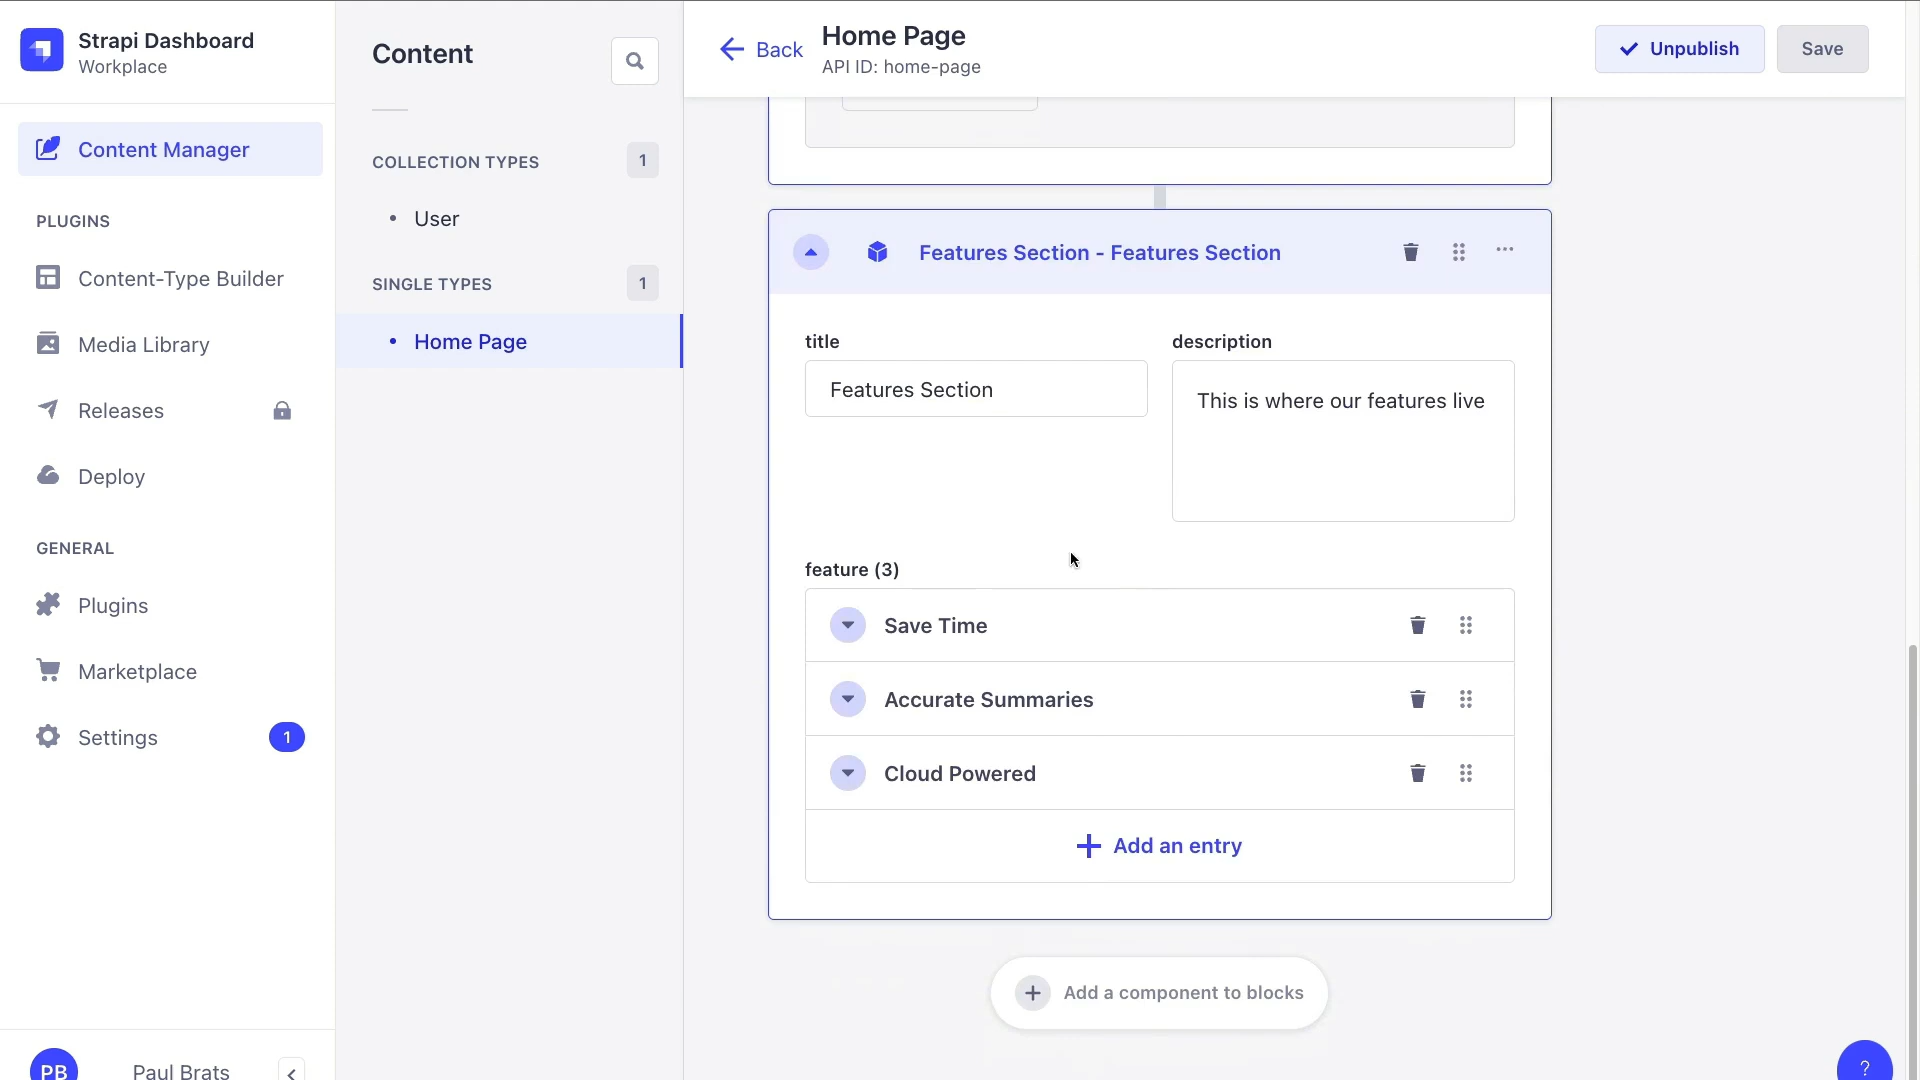 Strapi Dashboard
Workplace
Content Manager
PLUGINS
Content-Type Builder
Media Library
Releases
Deploy
GENERAL
Plugins
Marketplace
Settings
1
PB
Paul Brats
Content
COLLECTION TYPES
1
User
SINGLE TYPES
1
Home Page
Back
Home Page
API ID: home-page
Unpublish
Save
Features Section - Features Section
title
Features Section
description
This is where our features live
feature (3)
Save Time
Accurate Summaries
Cloud Powered
Add an entry
Add a component to blocks
?